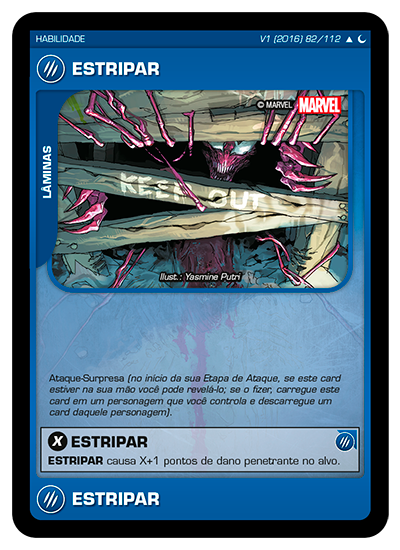 HABILIDADE
V1 (2016) 82/112
ESTRIPAR
© MARVEL MARVEL
LÂMINAS
KEEP OUT
Ilust.: Yasmine Putri
Ataque-Surpresa (no início da sua Etapa de Ataque, se este card
estiver na sua mão você pode revelá-lo; se o fizer, carregue este
card em um personagem que você controla e descarregue um
card daquele personagem).
X ESTRIPAR
ESTRIPAR causa X+1 pontos de dano penetrante no alvo.
ESTRIPAR